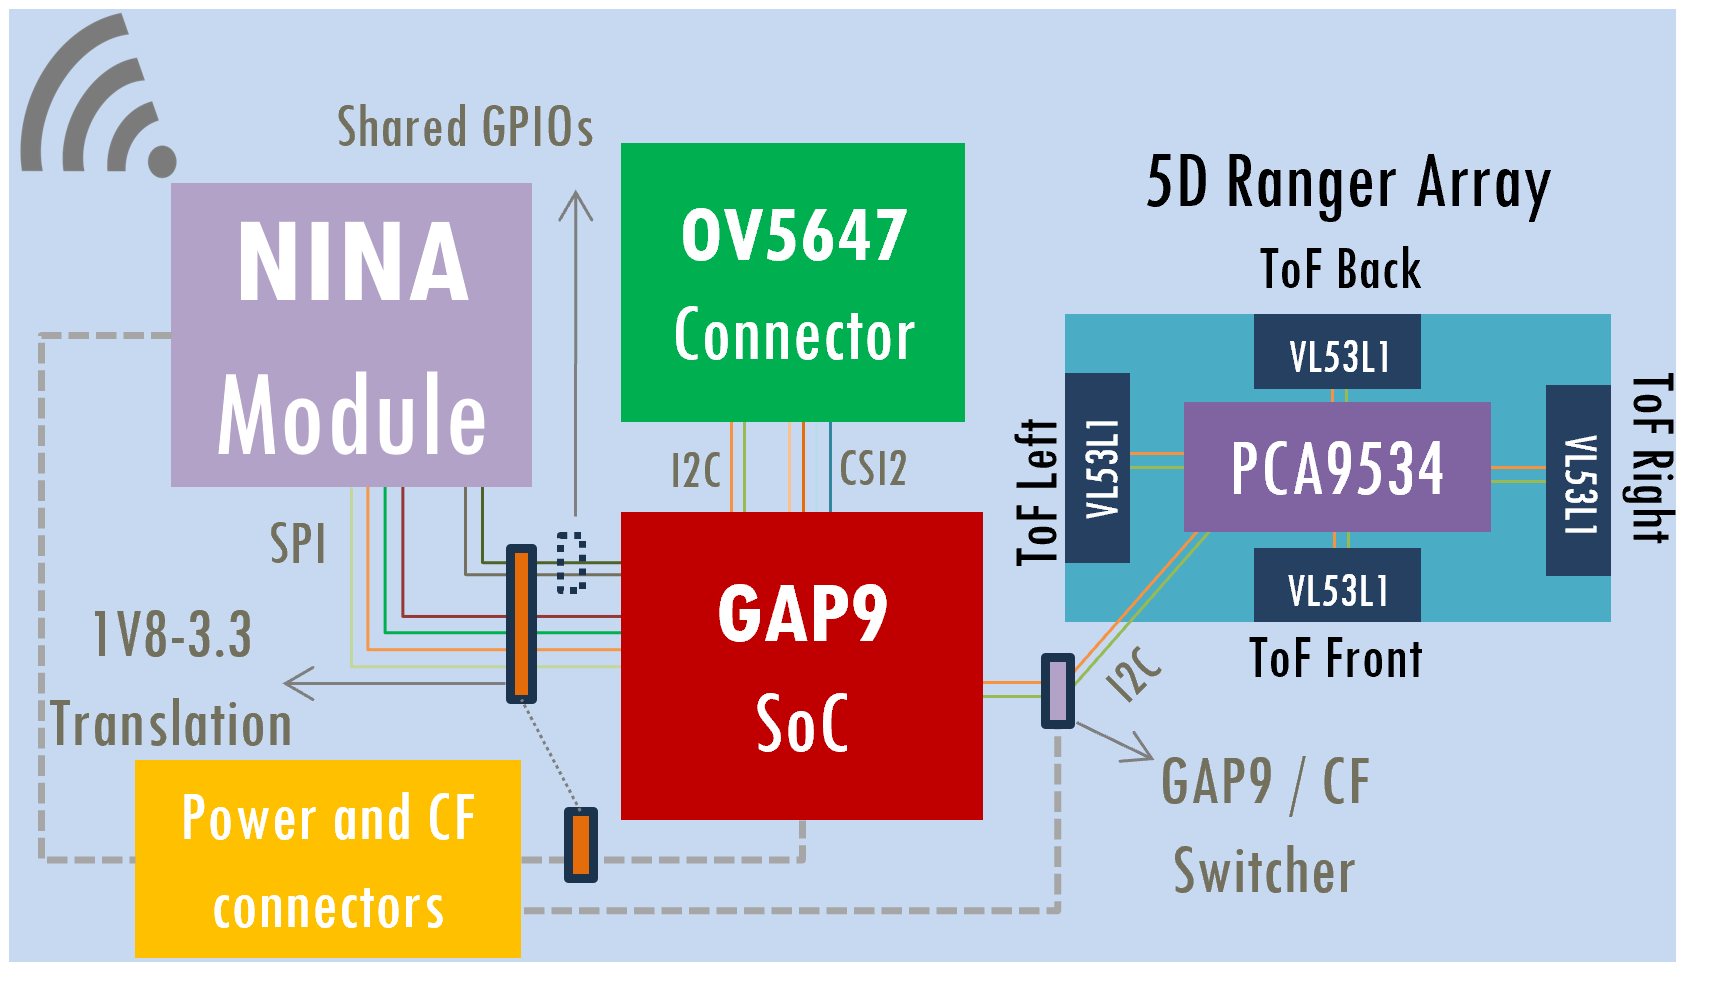 Shared GPIOs
NINA
Module
OV5647
Connector
5D Ranger Array
ToF Back
VL53L1
ToF Left
VL53L1
PCA9534
VL53L1
ToF Right
VL53L1
ToF Front
I2C
CSI2
SPI
1V8-3.3
Translation
GAP9
SoC
I2C
GAP9 / CF
Switcher
Power and CF
connectors